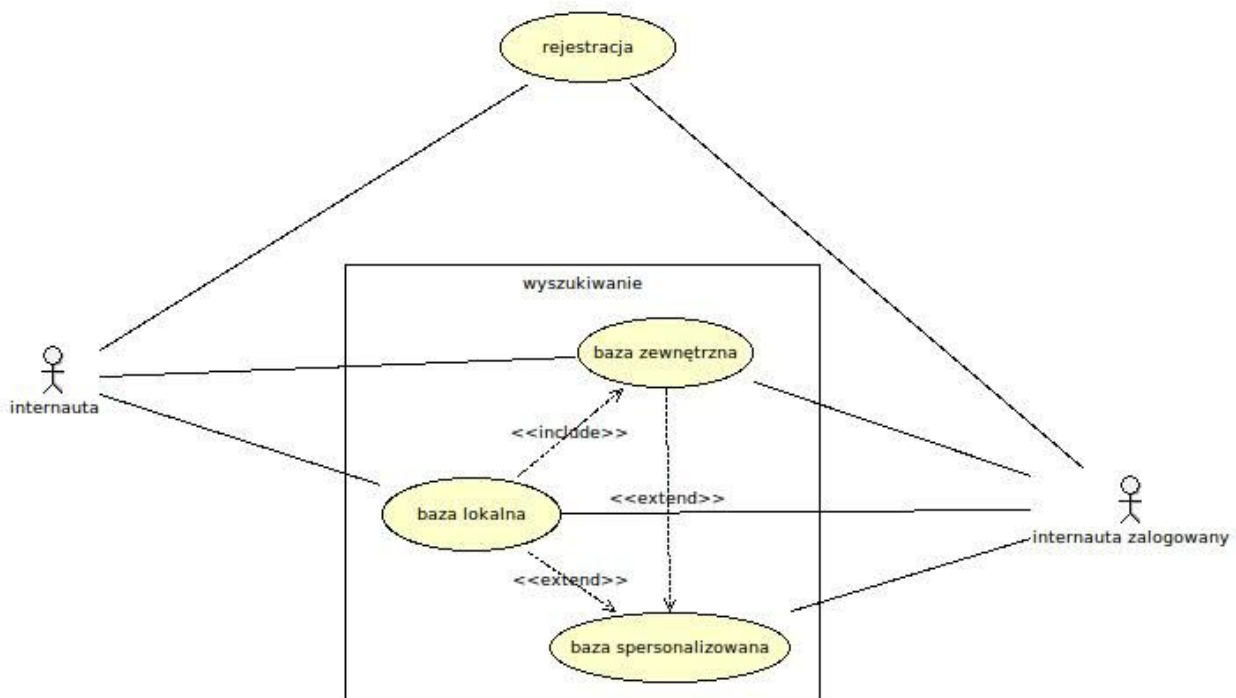 rejestracja
wyszukiwanie
baza zewnętrzna
internauta
<<include>>
<<extend>>
baza lokalna
internauta zalogowany
<<extend>>
baza spersonalizowana